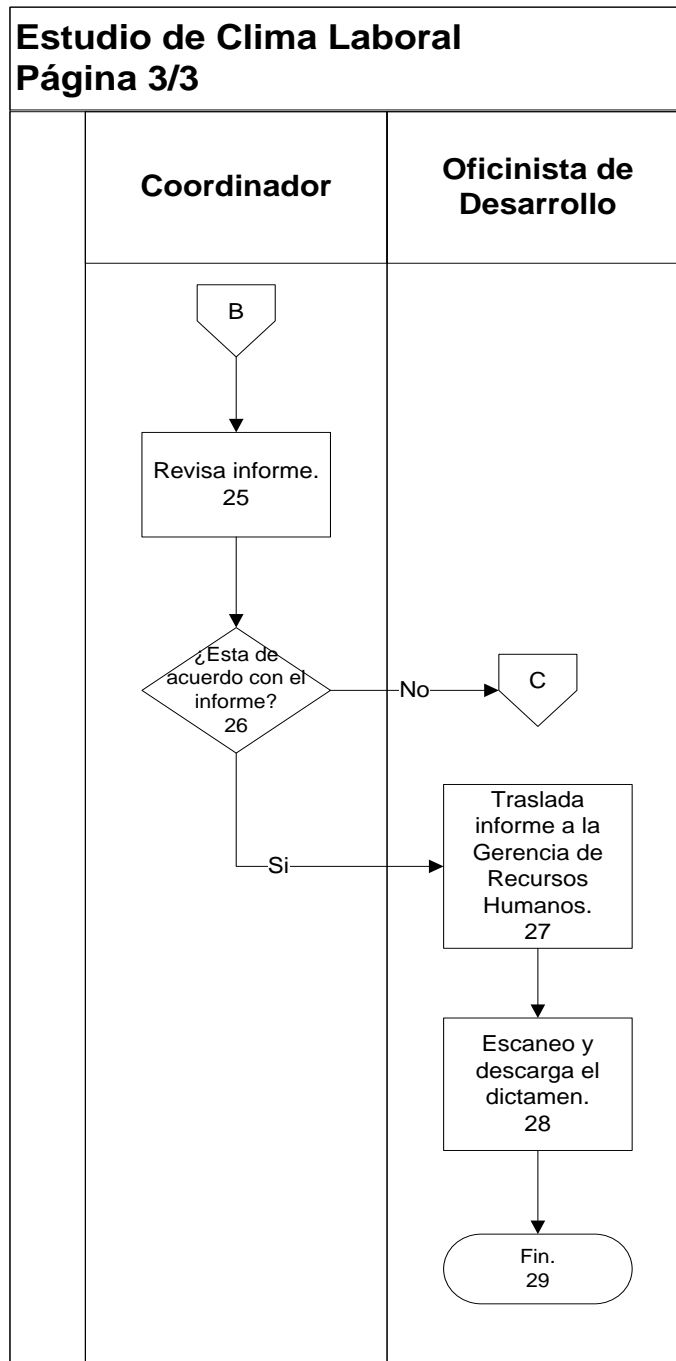 Estudio de Clima Laboral
Página 3/3
Coordinador
Oficinista de
Desarrollo
B
Revisa informe.
25
¿Esta de
acuerdo con el
informe?
26
No
C
Si
Traslada
informe a la
Gerencia de
Recursos
Humanos.
27
Escaneo y
descarga el
dictamen.
28
Fin.
29